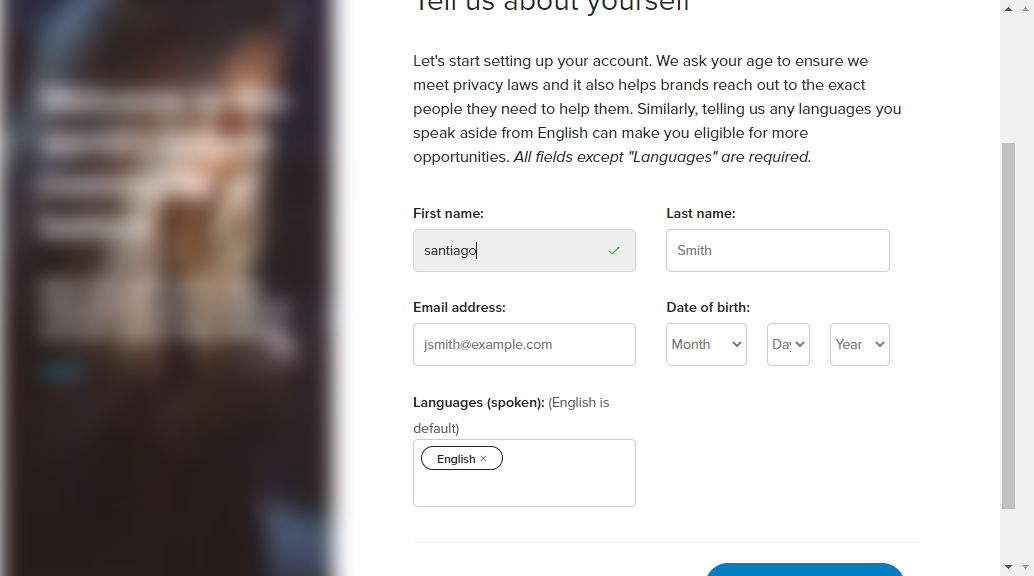 Tell us about yourself
Let's start setting up your account. We ask your age to ensure we
meet privacy laws and it also helps brands reach out to the exact
people they need to help them. Similarly, telling us any languages you
speak aside from English can make you eligible for more
opportunities. All fields except "Languages" are required.
First name:
Last name:
santiago
Smith
Email address:
Date of birth:
jsmith@example.com
Month
Day
Year
Languages (spoken): (English is
default)
English ×